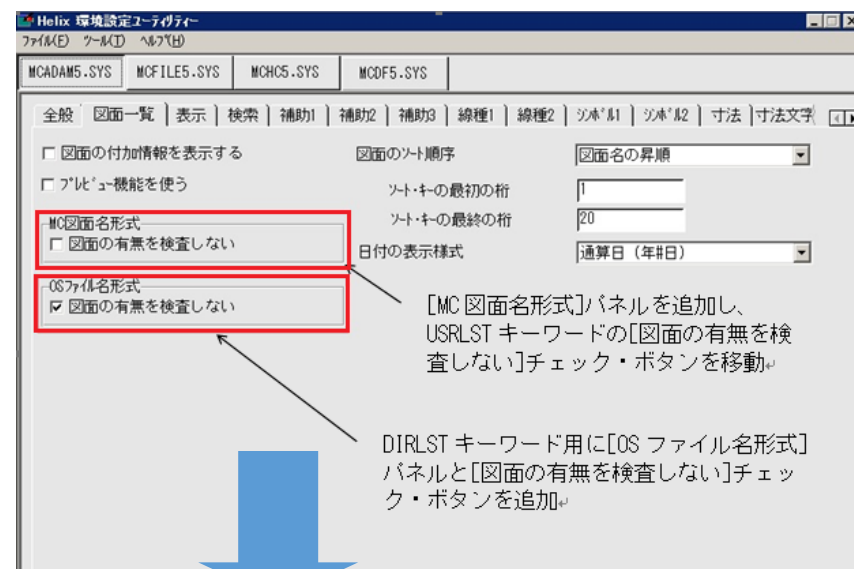 Helix 環境設定ユーティリティー
ファイル(E) ツール(T) ヘルプ(H)
MCADAM5.SYS MCFILE5.SYS MCHC5.SYS MCDF5.SYS
全般 図面一覧 表示 検索 補助1 補助2 補助3 線種1 線種2 シンボル1 シンボル2 寸法 寸法文字
図面の付加情報を表示する
プレビュー機能を使う
MC図面名形式
図面の有無を検査しない
OSファイル名形式
図面の有無を検査しない
図面のソート順序 図面名の昇順
ソート・キーの最初の桁 1
ソート・キーの最終の桁 20
日付の表示様式 通算日（年#日）
[MC 図面名形式]パネルを追加し、
USRLST キーワードの[図面の有無を検
査しない]チェック・ボタンを移動↵
DIRLST キーワード用に[OS ファイル名形式]
パネルと[図面の有無を検査しない]チェッ
ク・ボタンを追加↵